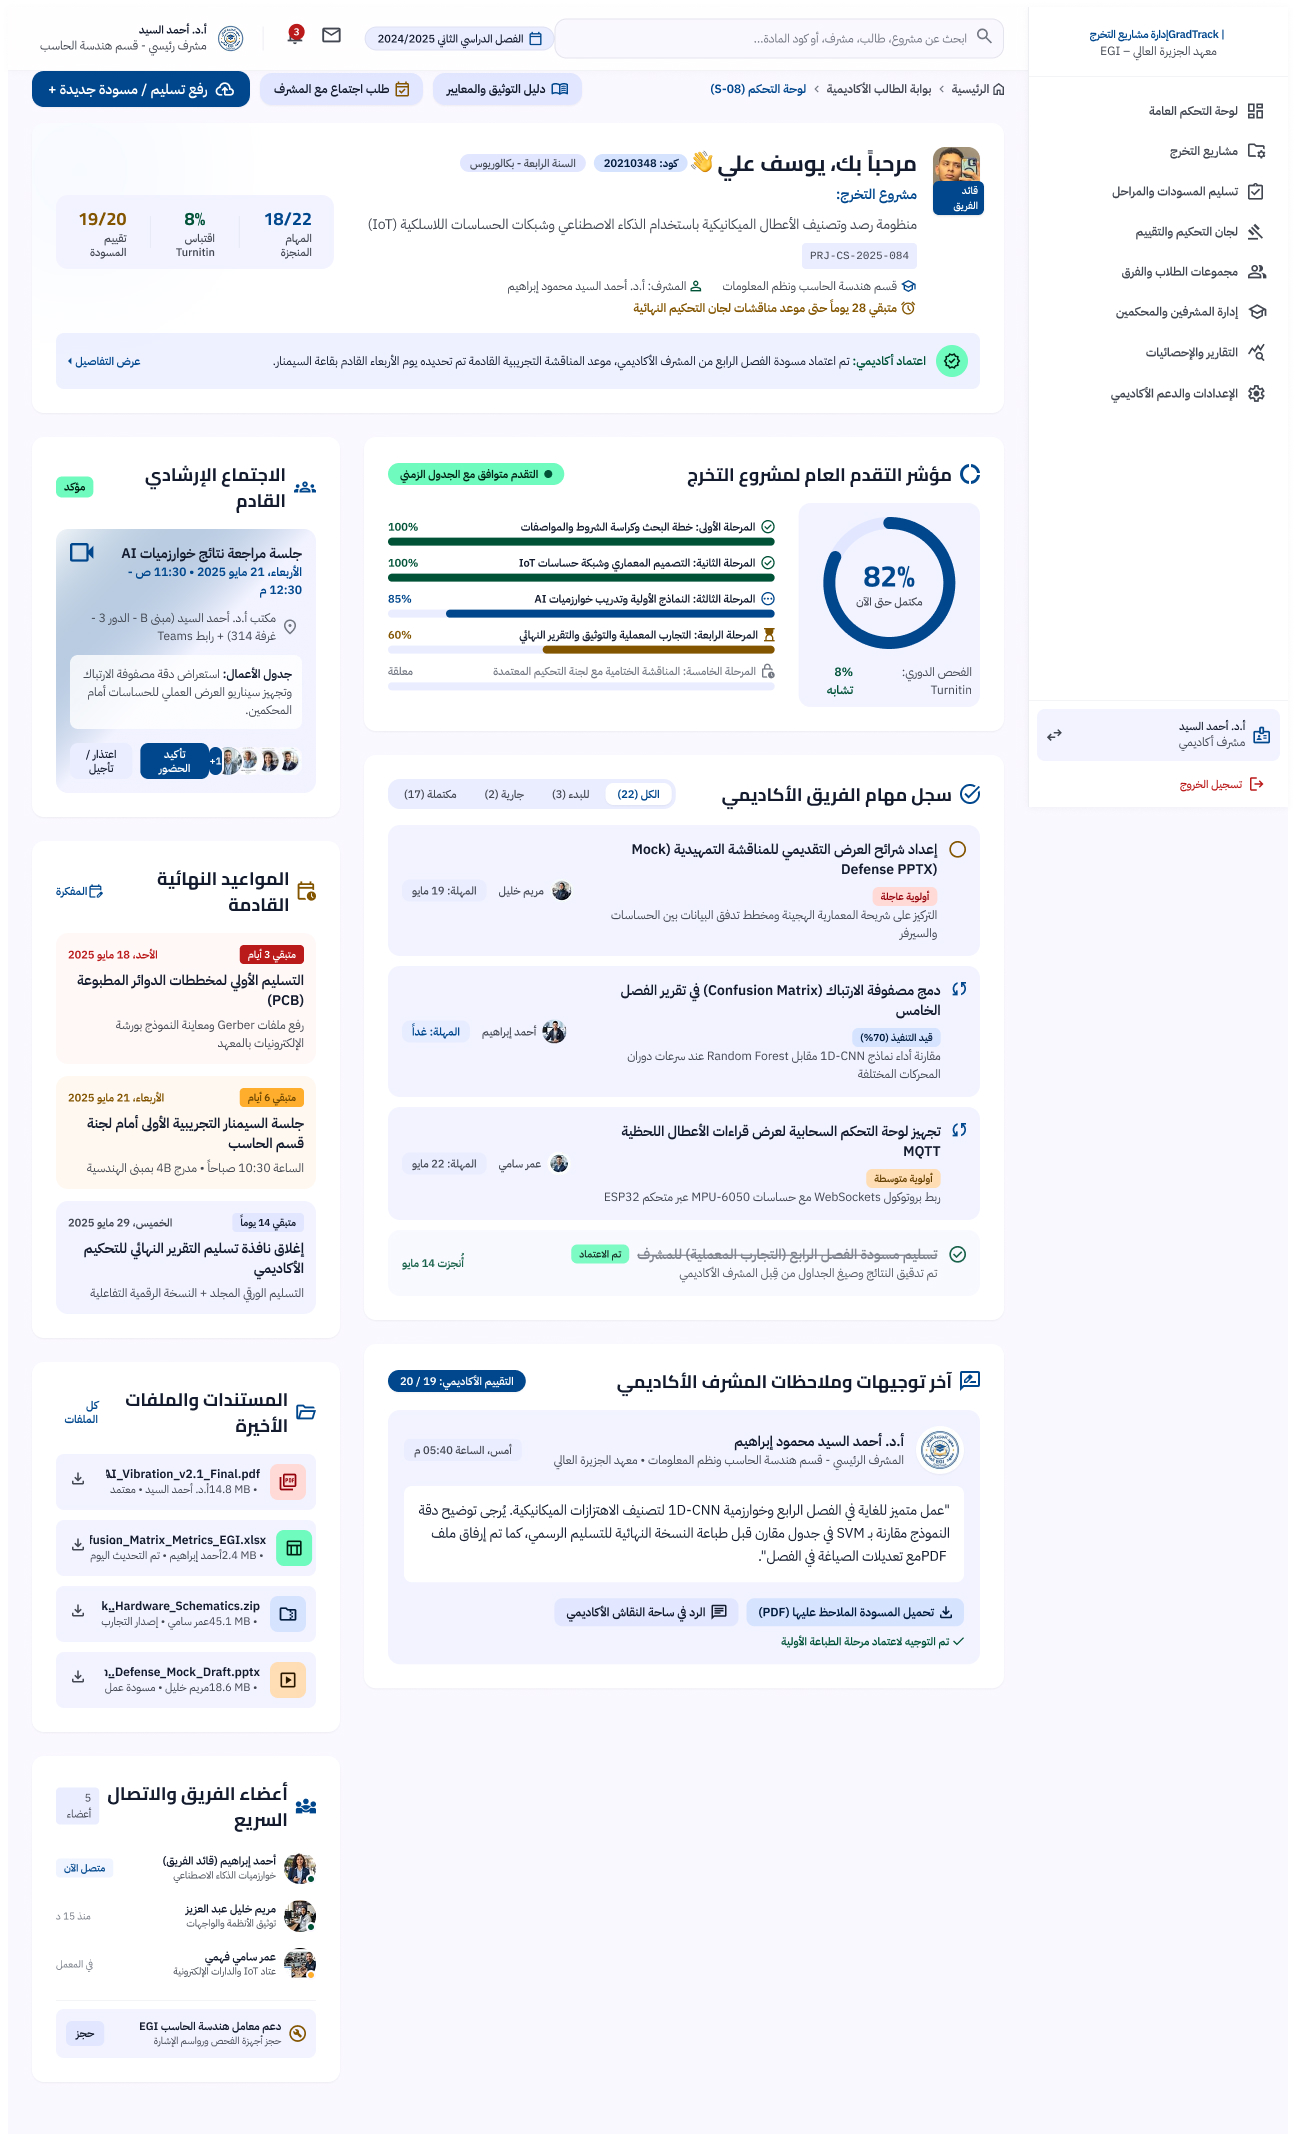 GradTrack |إدارة مشاريع التخرج
معهد الجزيرة العالي – EGI
لوحة التحكم العامة
مشاريع التخرج
تسليم المسودات والمراحل
لجان التحكيم والتقييم
مجموعات الطلاب والفرق
إدارة المشرفين والمحكمين
التقارير والإحصائيات
الإعدادات والدعم الأكاديمي
أ.د. أحمد السيد
مشرف أكاديمي
تسجيل الخروج
ابحث عن مشروع، طالب، مشرف، أو كود المادة...
الفصل الدراسي الثاني 2024/2025
3
أ.د. أحمد السيد
مشرف رئيسي - قسم هندسة الحاسب
الرئيسية
بوابة الطالب الأكاديمية
لوحة التحكم (S-08)
دليل التوثيق والمعايير
طلب اجتماع مع المشرف
رفع تسليم / مسودة جديدة +
قائد
الفريق
مرحباً بك، يوسف علي 👋
كود: 20210348
السنة الرابعة - بكالوريوس
مشروع التخرج:
منظومة رصد وتصنيف الأعطال الميكانيكية باستخدام الذكاء الاصطناعي وشبكات الحساسات اللاسلكية (IoT)
PRJ-CS-2025-084
قسم هندسة الحاسب ونظم المعلومات
المشرف: أ.د. أحمد السيد محمود إبراهيم
متبقي 28 يوماً حتى موعد مناقشات لجان التحكيم النهائية
18/22
المهام
المنجزة
8%
اقتباس
Turnitin
19/20
تقييم
المسودة
اعتماد أكاديمي: تم اعتماد مسودة الفصل الرابع من المشرف الأكاديمي، موعد المناقشة التجريبية القادمة تم تحديده يوم الأربعاء القادم بقاعة السيمنار.
عرض التفاصيل
مؤشر التقدم العام لمشروع التخرج
التقدم متوافق مع الجدول الزمني
82%
مكتمل حتى الآن
الفحص الدوري:
Turnitin
8%
تشابه
المرحلة الأولى: خطة البحث وكراسة الشروط والمواصفات
100%
المرحلة الثانية: التصميم المعماري وشبكة حساسات IoT
100%
المرحلة الثالثة: النماذج الأولية وتدريب خوارزميات AI
85%
المرحلة الرابعة: التجارب المعملية والتوثيق والتقرير النهائي
60%
المرحلة الخامسة: المناقشة الختامية مع لجنة التحكيم المعتمدة
معلقة
سجل مهام الفريق الأكاديمي
الكل (22)
للبدء (3)
جارية (2)
مكتملة (17)
إعداد شرائح العرض التقديمي للمناقشة التمهيدية (Mock
Defense PPTX)
أولوية عاجلة
التركيز على شريحة المعمارية الهجينة ومخطط تدفق البيانات بين الحساسات
والسيرفر
مريم خليل
المهلة: 19 مايو
دمج مصفوفة الارتباك (Confusion Matrix) في تقرير الفصل
الخامس
قيد التنفيذ (70%)
مقارنة أداء نماذج 1D-CNN مقابل Random Forest عند سرعات دوران
المحركات المختلفة
أحمد إبراهيم
المهلة: غداً
تجهيز لوحة التحكم السحابية لعرض قراءات الأعطال اللحظية
MQTT
أولوية متوسطة
ربط بروتوكول WebSockets مع حساسات MPU-6050 عبر متحكم ESP32
عمر سامي
المهلة: 22 مايو
تسليم مسودة الفصل الرابع (التجارب المعملية) للمشرف
تم الاعتماد
تم تدقيق النتائج وصيغ الجداول من قبل المشرف الأكاديمي
أُنجزت 14 مايو
آخر توجيهات وملاحظات المشرف الأكاديمي
التقييم الأكاديمي: 19 / 20
أ.د. أحمد السيد محمود إبراهيم
المشرف الرئيسي - قسم هندسة الحاسب ونظم المعلومات • معهد الجزيرة العالي
أمس، الساعة 05:40 م
"عمل متميز للغاية في الفصل الرابع وخوارزمية 1D-CNN لتصنيف الاهتزازات الميكانيكية. يُرجى توضيح دقة
النموذج مقارنة بـ SVM في جدول مقارن قبل طباعة النسخة النهائية للتسليم الرسمي، كما تم إرفاق ملف
PDFمع تعديلات الصياغة في الفصل."
تحميل المسودة الملاحظ عليها (PDF)
الرد في ساحة النقاش الأكاديمي
تم التوجيه لاعتماد مرحلة الطباعة الأولية
الاجتماع الإرشادي
القادم
مؤكد
جلسة مراجعة نتائج خوارزميات AI
الأربعاء، 21 مايو 2025 • 11:30 ص -
12:30 م
مكتب أ.د. أحمد السيد (مبنى B - الدور 3 -
غرفة 314) + رابط Teams
جدول الأعمال: استعراض دقة مصفوفة الارتباك
وتجهيز سيناريو العرض العملي للحساسات أمام
المحكمين.
+1
تأكيد
الحضور
اعتذار /
تأجيل
المواعيد النهائية
القادمة
المفكرة
متبقي 3 أيام
الأحد، 18 مايو 2025
التسليم الأولي لمخططات الدوائر المطبوعة
(PCB)
رفع ملفات Gerber ومعاينة النموذج بورشة
الإلكترونيات بالمعهد
متبقي 6 أيام
الأربعاء، 21 مايو 2025
جلسة السيمنار التجريبية الأولى أمام لجنة
قسم الحاسب
الساعة 10:30 صباحاً • مدرج 4B بمبنى الهندسية
متبقي 14 يوماً
الخميس، 29 مايو 2025
إغلاق نافذة تسليم التقرير النهائي للتحكيم
الأكاديمي
التسليم الورقي المجلد + النسخة الرقمية التفاعلية
المستندات والملفات
الأخيرة
كل
الملفات
AI_Vibration_v2.1_Final.pdf
• 14.8 MBأ.د. أحمد السيد • معتمد
fusion_Matrix_Metrics_EGI.xlsx
• 2.4 MBأحمد إبراهيم • تم التحديث اليوم
Hardware_Schematics.zip
• 45.1 MBعمر سامي • إصدار التجارب
Defense_Mock_Draft.pptx
• 18.6 MBمريم خليل • مسودة عمل
أعضاء الفريق والاتصال
السريع
5
أعضاء
أحمد إبراهيم (قائد الفريق)
خوارزميات الذكاء الاصطناعي
متصل الآن
مريم خليل عبد العزيز
توثيق الأنظمة والواجهات
منذ 15 د
عمر سامي فهمي
عتاد IoT والدارات الإلكترونية
في المعمل
دعم معامل هندسة الحاسب EGI
حجز أجهزة الفحص ورواسم الإشارة
حجز